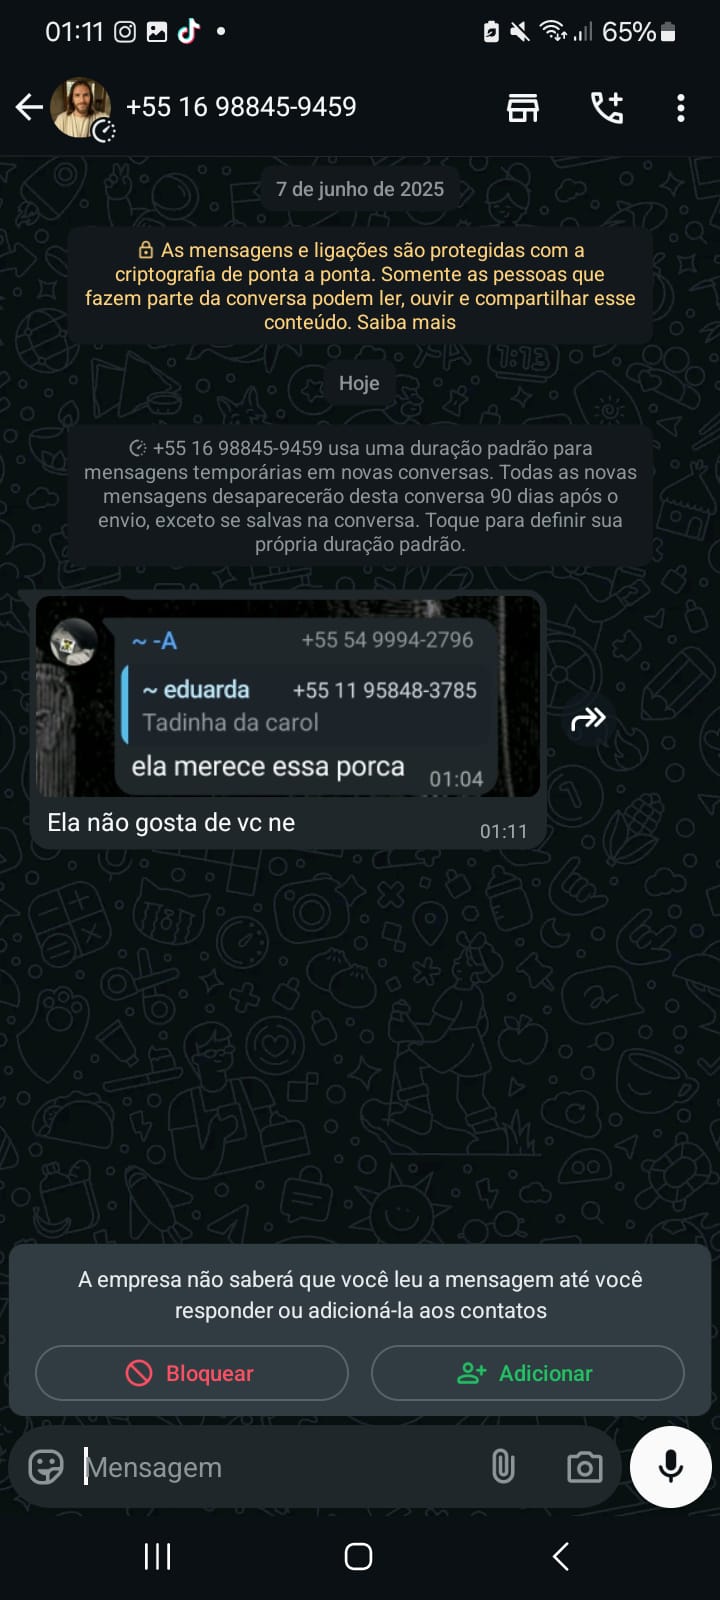 01:11
65%
+55 16 98845-9459
7 de junho de 2025
As mensagens e ligações são protegidas com a
criptografia de ponta a ponta. Somente as pessoas que
fazem parte da conversa podem ler, ouvir e compartilhar esse
conteúdo. Saiba mais
Hoje
+55 16 98845-9459 usa uma duração padrão para
mensagens temporárias em novas conversas. Todas as novas
mensagens desaparecerão desta conversa 90 dias após o
envio, exceto se salvas na conversa. Toque para definir sua
própria duração padrão.
~ -A +55 54 9994-2796
~ eduarda +55 11 95848-3785
Tadinha da carol
ela merece essa porca 01:04
Ela não gosta de vc ne 01:11
A empresa não saberá que você leu a mensagem até você
responder ou adicioná-la aos contatos
Bloquear Adicionar
Mensagem